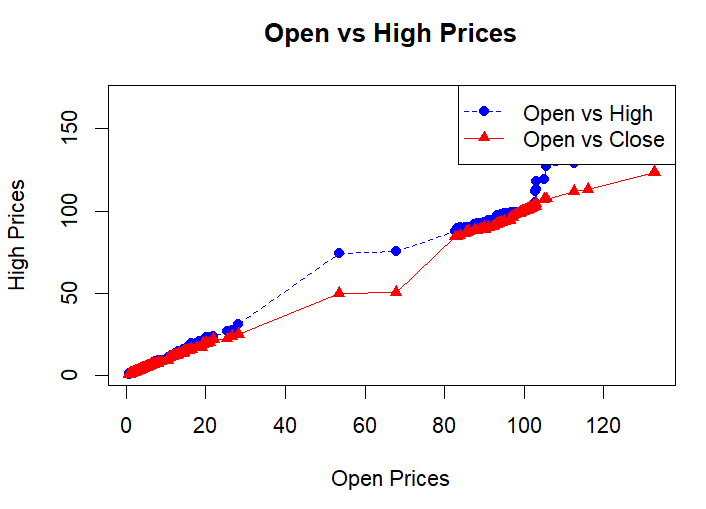 Open vs High Prices
Open vs High
Open vs Close
High Prices
150
100
50
0
0 20 40 60 80 100 120
Open Prices